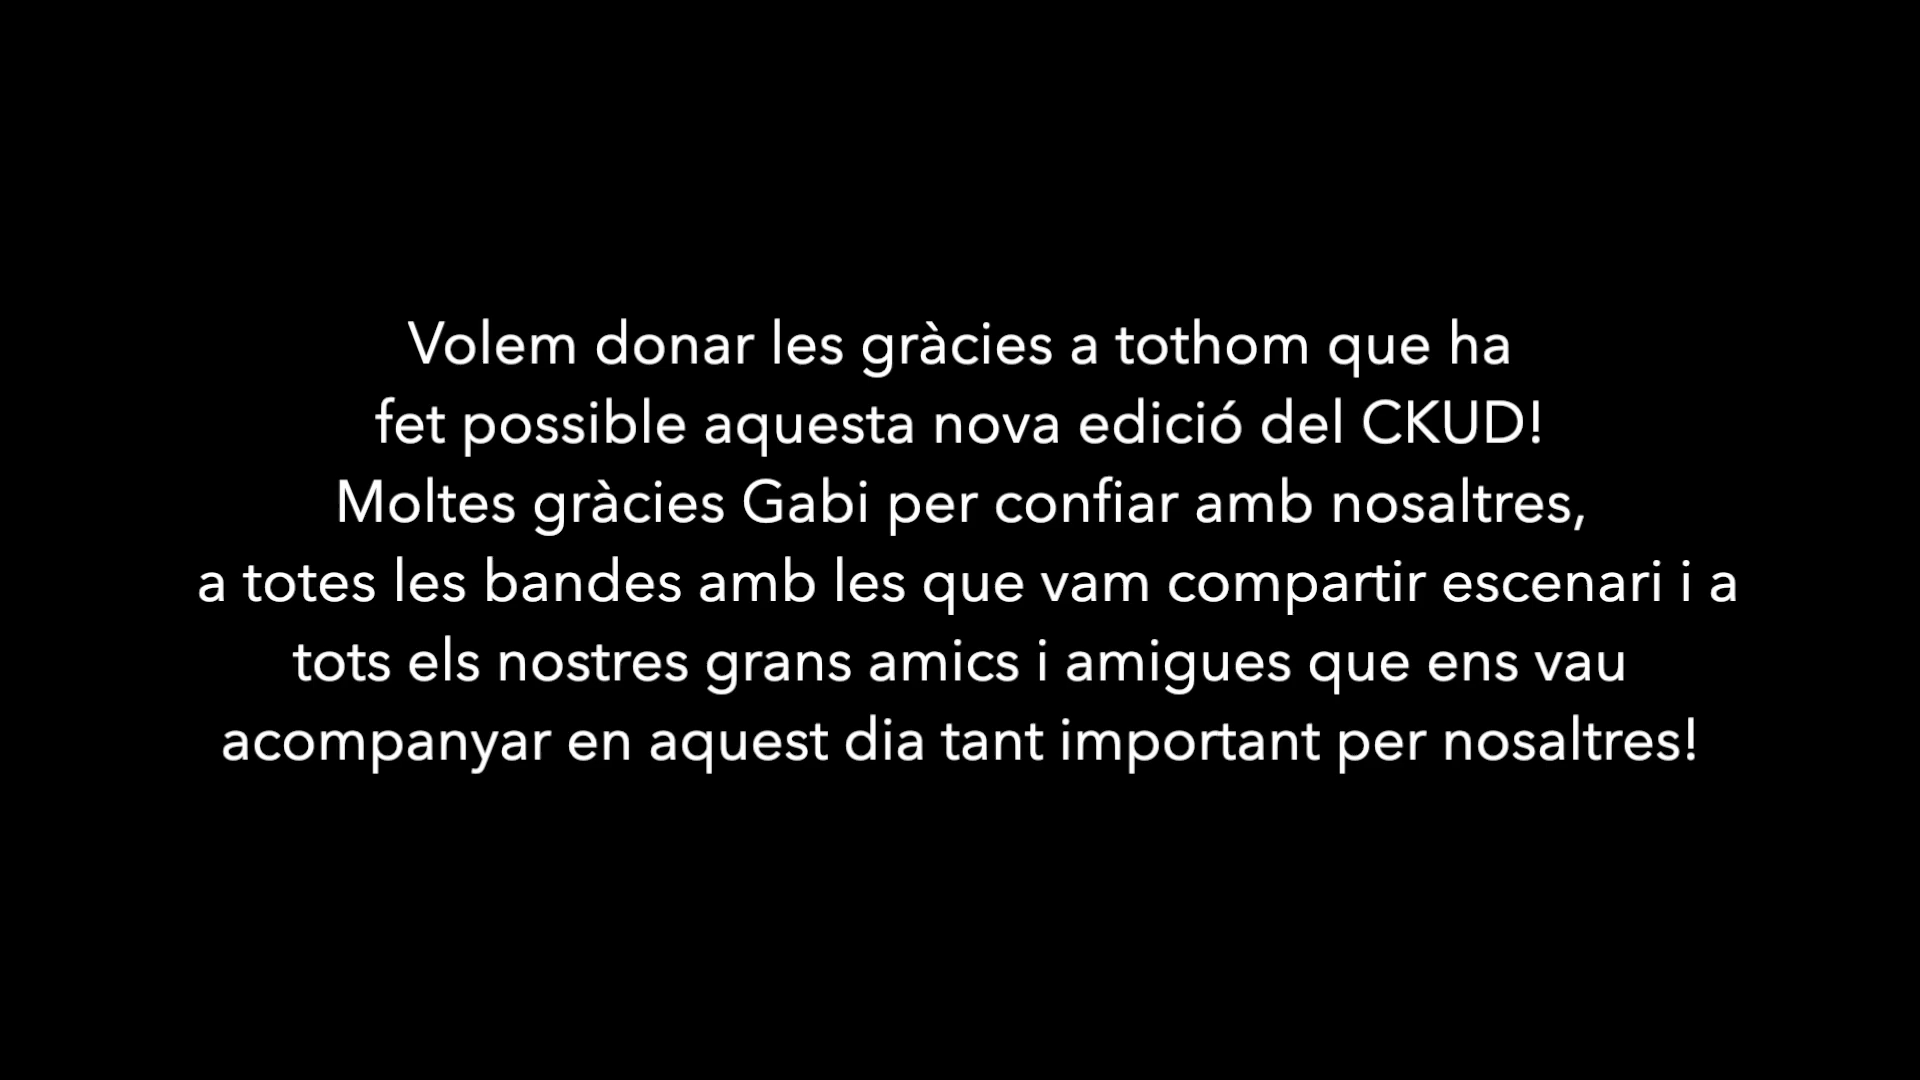 Volem donar les gràcies a tothom que ha
fet possible aquesta nova edició del CKUD!
Moltes gràcies Gabi per confiar amb nosaltres,
a totes les bandes amb les que vam compartir escenari i a
tots els nostres grans amics i amigues que ens vau
acompanyar en aquest dia tant important per nosaltres!